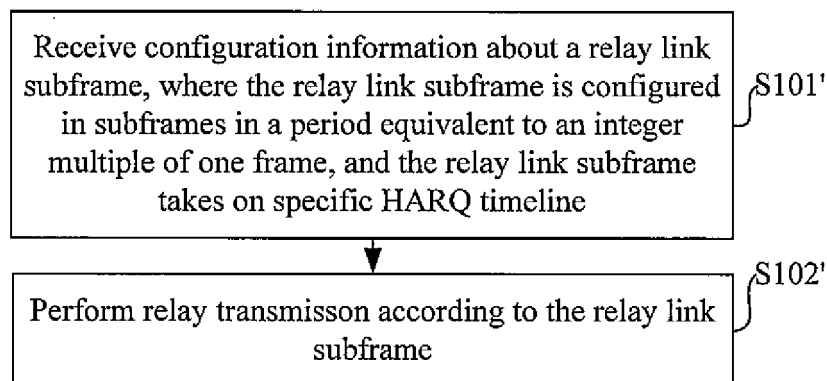 Receive configuration information about a relay link
subframe, where the relay link subframe is configured
in subframes in a period equivalent to an integer
multiple of one frame, and the relay link subframe
takes on specific HARQ timeline
S101'
S102'
Perform relay transmisson according to the relay link
subframe